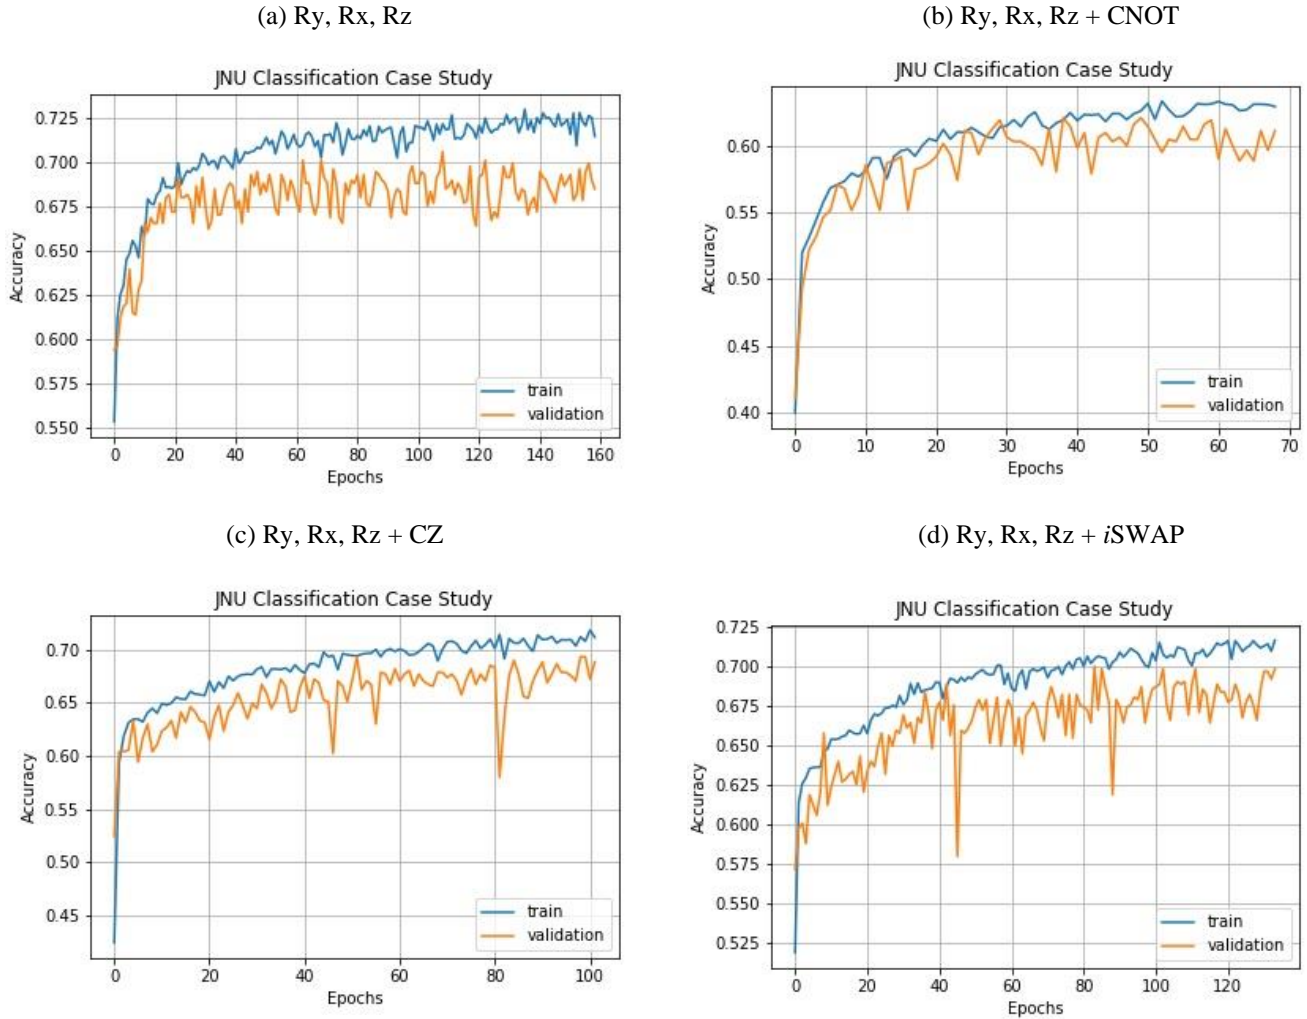 (a) Ry, Rx, Rz
JNU Classification Case Study
Accuracy
0.725
0.700
0.675
0.650
0.625
0.600
0.575
0.550
0 20 40 60 80 100 120 140 160
Epochs
train
validation
(b) Ry, Rx, Rz + CNOT
JNU Classification Case Study
Accuracy
0.60
0.55
0.50
0.45
0.40
0 10 20 30 40 50 60 70
Epochs
train
validation
(c) Ry, Rx, Rz + CZ
JNU Classification Case Study
Accuracy
0.70
0.65
0.60
0.55
0.50
0.45
0 20 40 60 80 100
Epochs
train
validation
(d) Ry, Rx, Rz + iSWAP
JNU Classification Case Study
Accuracy
0.725
0.700
0.675
0.650
0.625
0.600
0.575
0.550
0.525
0 20 40 60 80 100 120
Epochs
train
validation